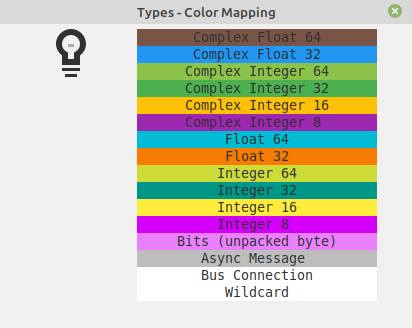 Types - Color Mapping
Complex Float 64
Complex Float 32
Complex Integer 64
Complex Integer 32
Complex Integer 16
Complex Integer 8
Float 64
Float 32
Integer 64
Integer 32
Integer 16
Integer 8
Bits (unpacked byte)
Async Message
Bus Connection
Wildcard